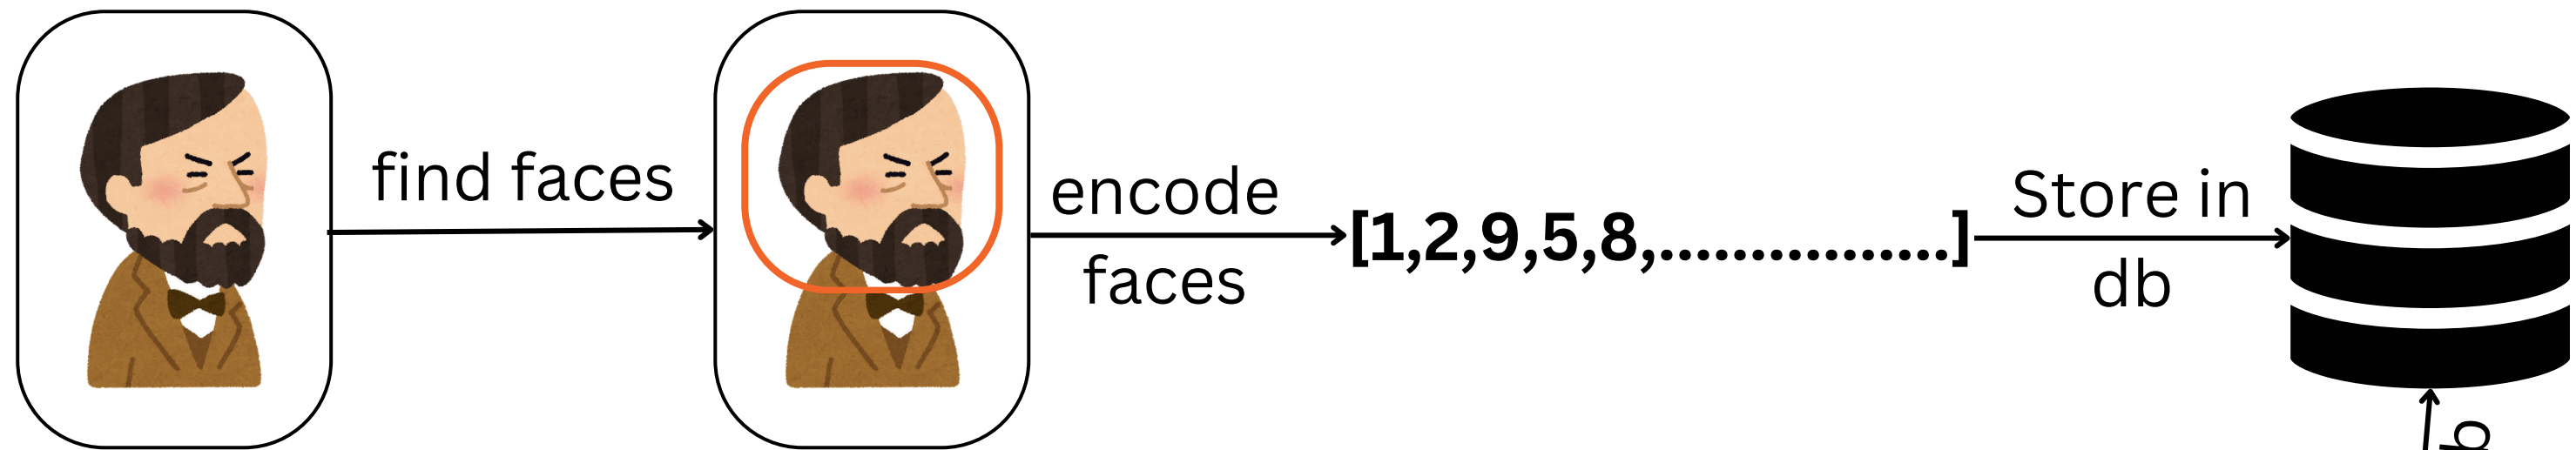 find faces
encode
faces
[1,2,9,5,8,................]
Store in
db